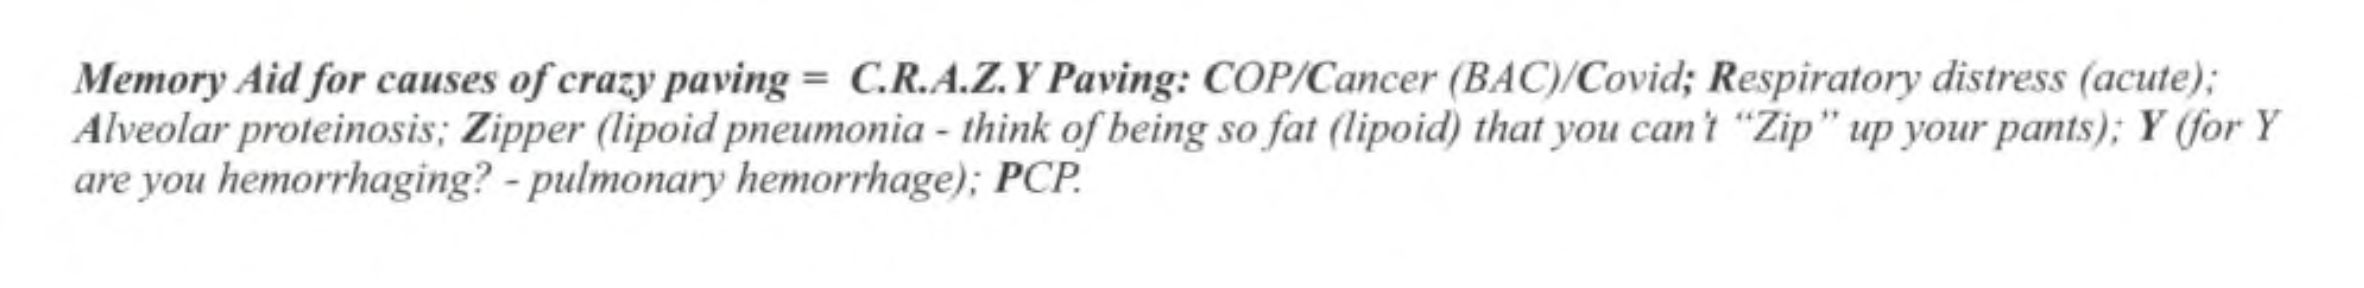 Memory Aid for causes of crazy paving = C.R.A.Z.Y Paving: COP/Cancer (BAC)/Covid; Respiratory distress (acute);
Alveolar proteinosis; Zipper (lipoid pneumonia - think of being so fat (lipoid) that you can't "Zip" up your pants); Y (for Y
are you hemorrhaging? - pulmonary hemorrhage); PCP.